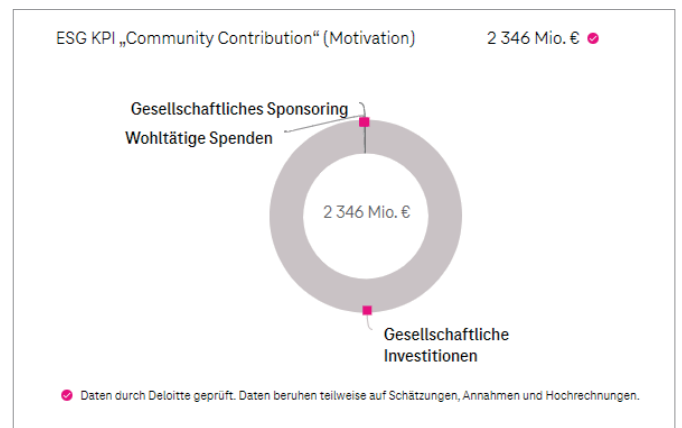 ESG KPI „Community Contribution“ (Motivation) 2 346 Mio. €
Gesellschaftliches Sponsoring
Wohltätige Spenden
2 346 Mio. €
Gesellschaftliche
Investitionen
Daten durch Deloitte geprüft. Daten beruhen teilweise auf Schätzungen, Annahmen und Hochrechnungen.